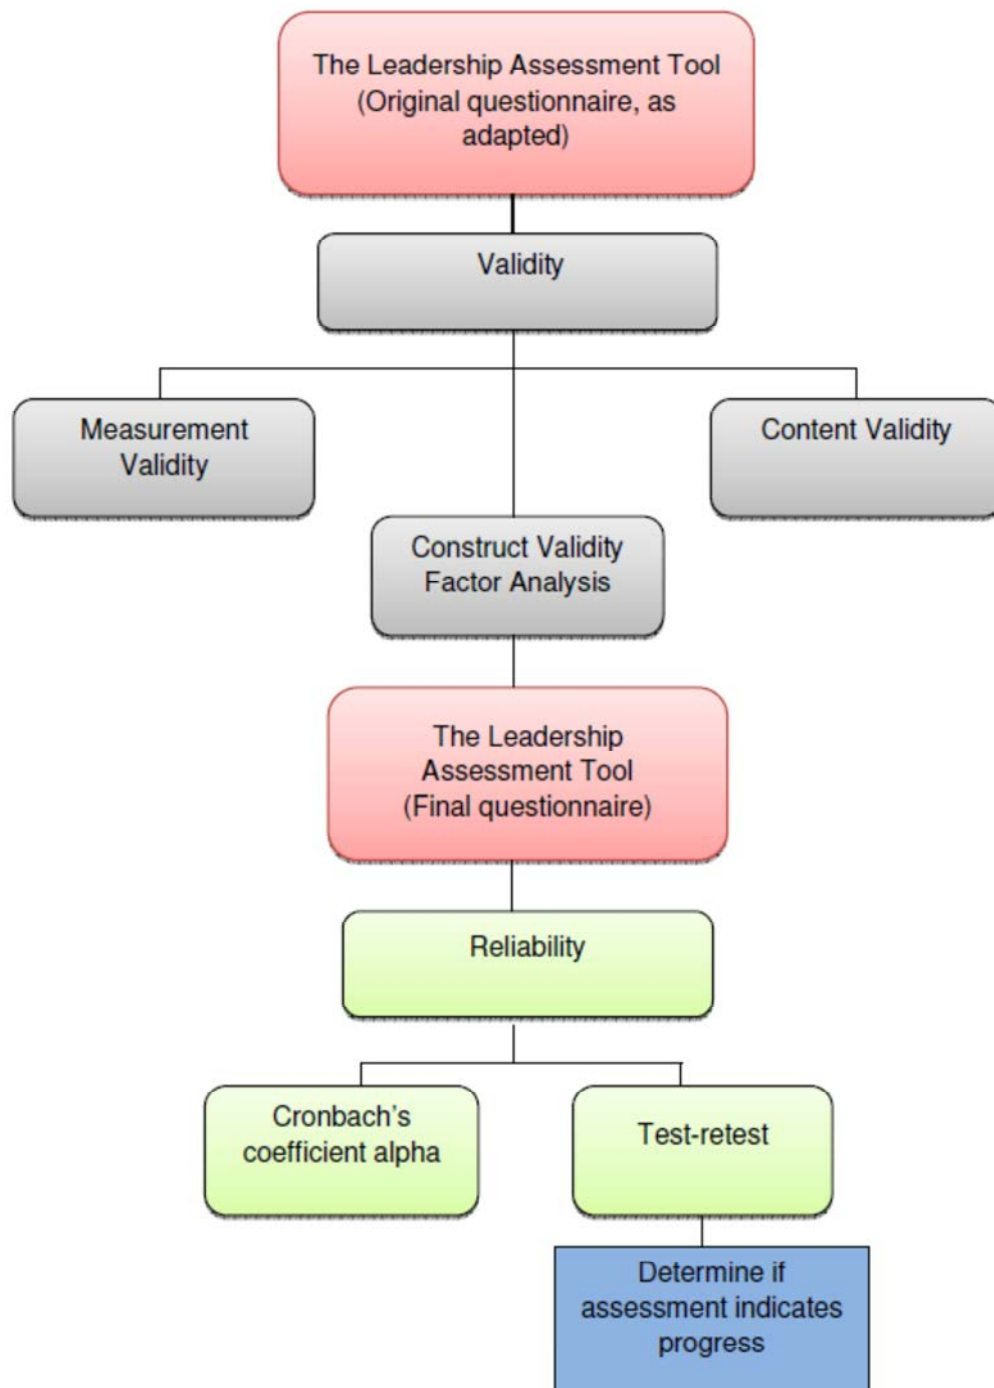 The Leadership Assessment Tool
(Original questionnaire, as
adapted)
Validity
Measurement
Validity
Content Validity
Construct Validity
Factor Analysis
The Leadership
Assessment Tool
(Final questionnaire)
Reliability
Cronbach’s
coefficient alpha
Test-retest
Determine if
assessment indicates
progress